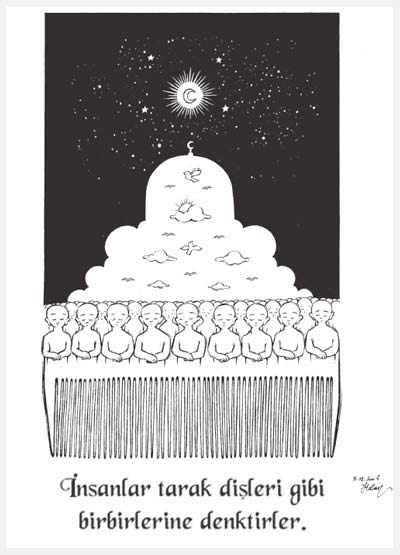 İnsanlar tarak dişleri gibi
birbirlerine denktirler.